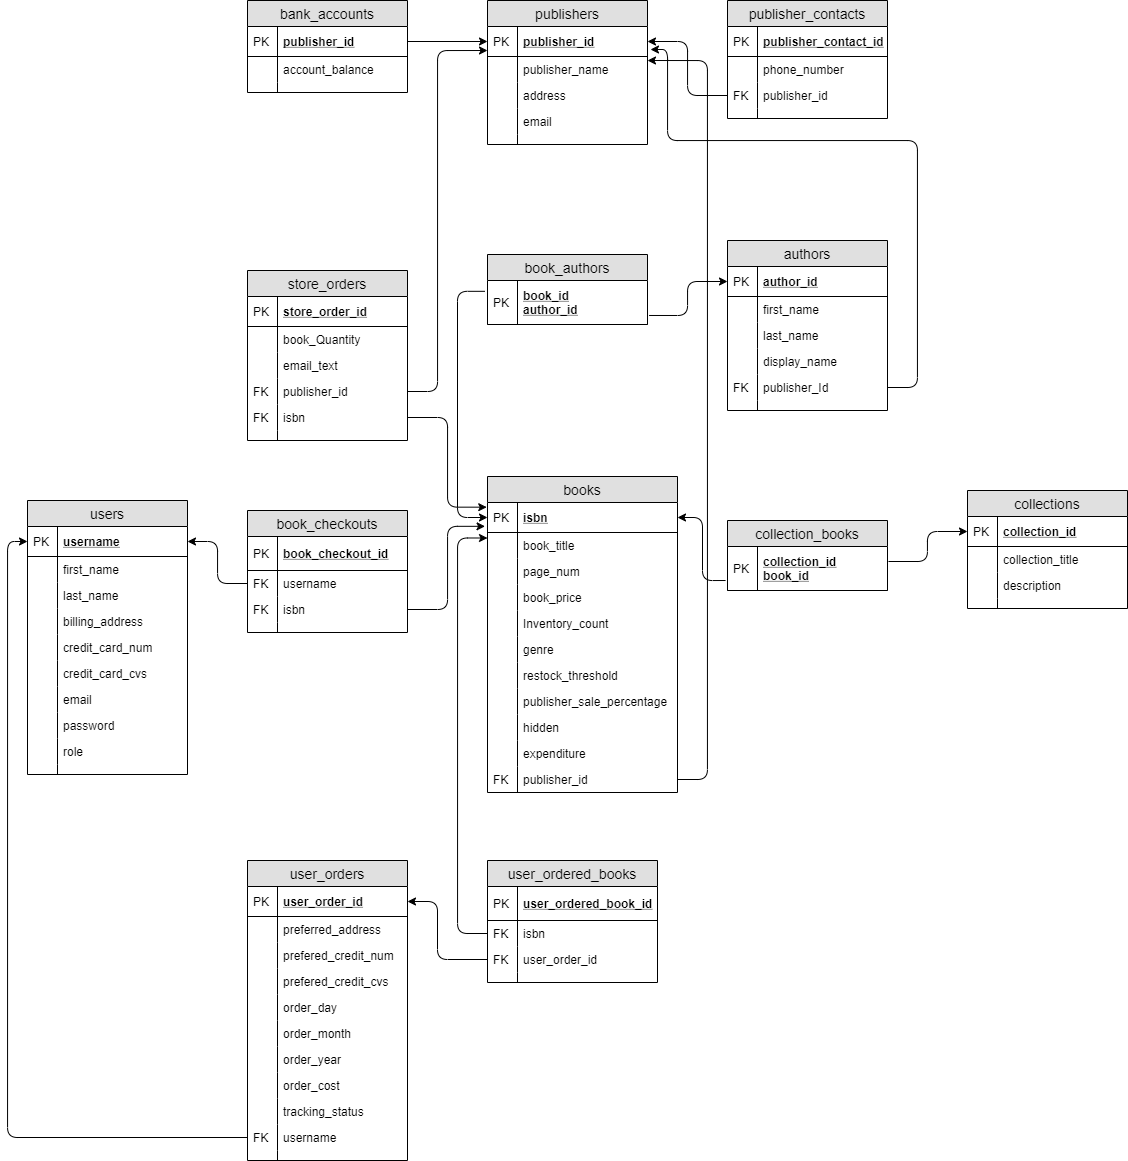 bank_accounts
PK publisher_id
account_balance
publishers
PK publisher_id
publisher_name
address
email
publisher_contacts
PK publisher_contact_id
phone_number
FK publisher_id
store_orders
PK store_order_id
book_Quantity
email_text
FK publisher_id
FK isbn
book_authors
PK book_id
author_id
authors
PK author_id
first_name
last_name
display_name
FK publisher_Id
users
PK username
first_name
last_name
billing_address
credit_card_num
credit_card_cvs
email
password
role
book_checkouts
PK book_checkout_id
FK username
FK isbn
books
PK isbn
book_title
page_num
book_price
Inventory_count
genre
restock_threshold
publisher_sale_percentage
hidden
expenditure
FK publisher_id
collection_books
PK collection_id
book_id
collections
PK collection_id
collection_title
description
user_orders
PK user_order_id
preferred_address
prefered_credit_num
prefered_credit_cvs
order_day
order_month
order_year
order_cost
tracking_status
FK username
user_ordered_books
PK user_ordered_book_id
FK isbn
FK user_order_id